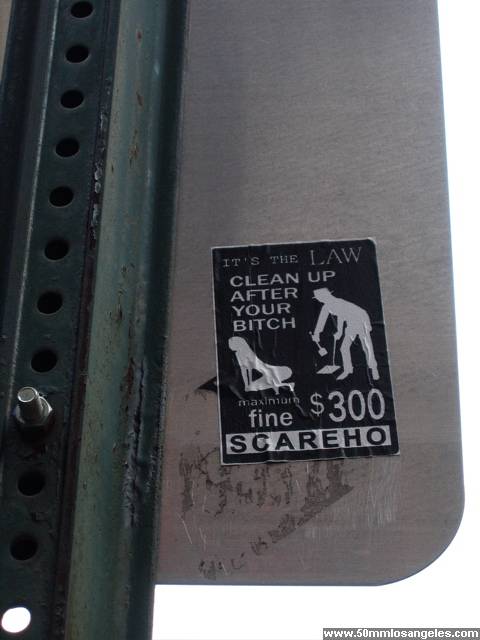 IT'S THE LAW
CLEAN UP
AFTER
YOUR
BITCH
maximum
fine $300
SCAREHO
www.50mmlosangeles.com